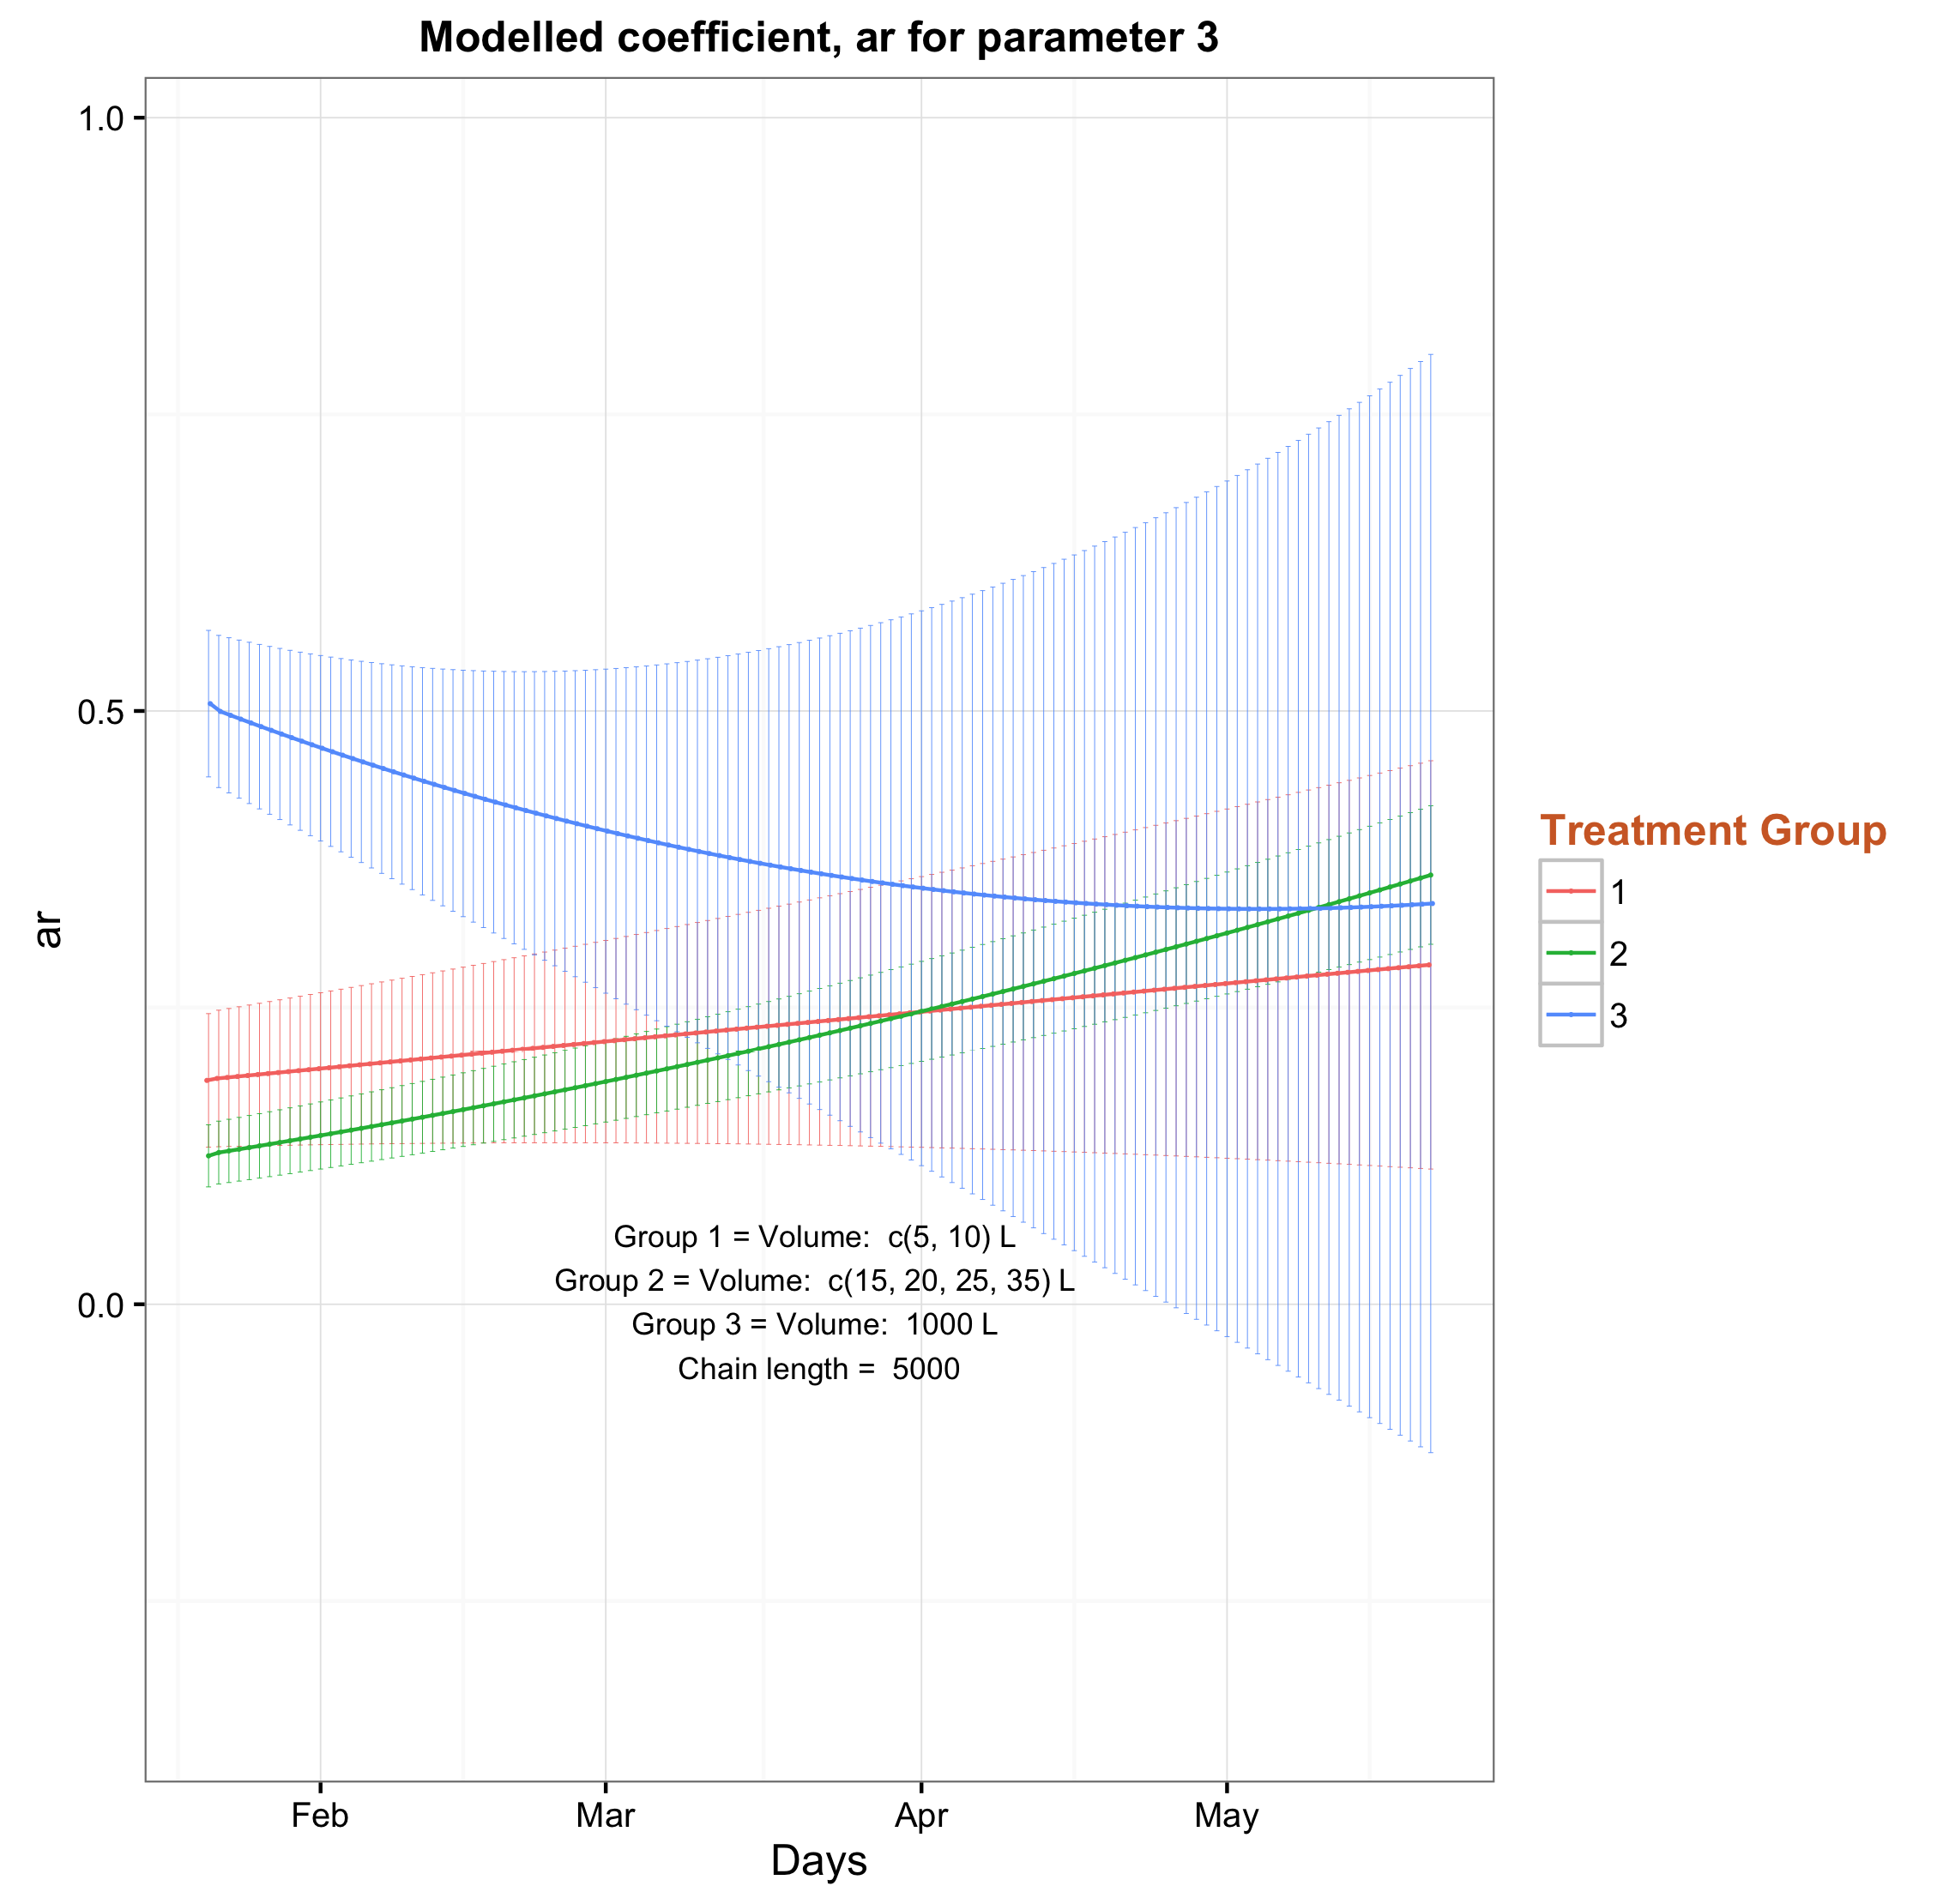 Modelled coefficient, ar for parameter 3
1.0
0.5
0.0
ar
Group 1 = Volume:  c(5, 10) L
Group 2 = Volume:  c(15, 20, 25, 35) L
Group 3 = Volume:  1000 L
Chain length =  5000
Feb Mar Apr May
Days
Treatment Group
1
2
3